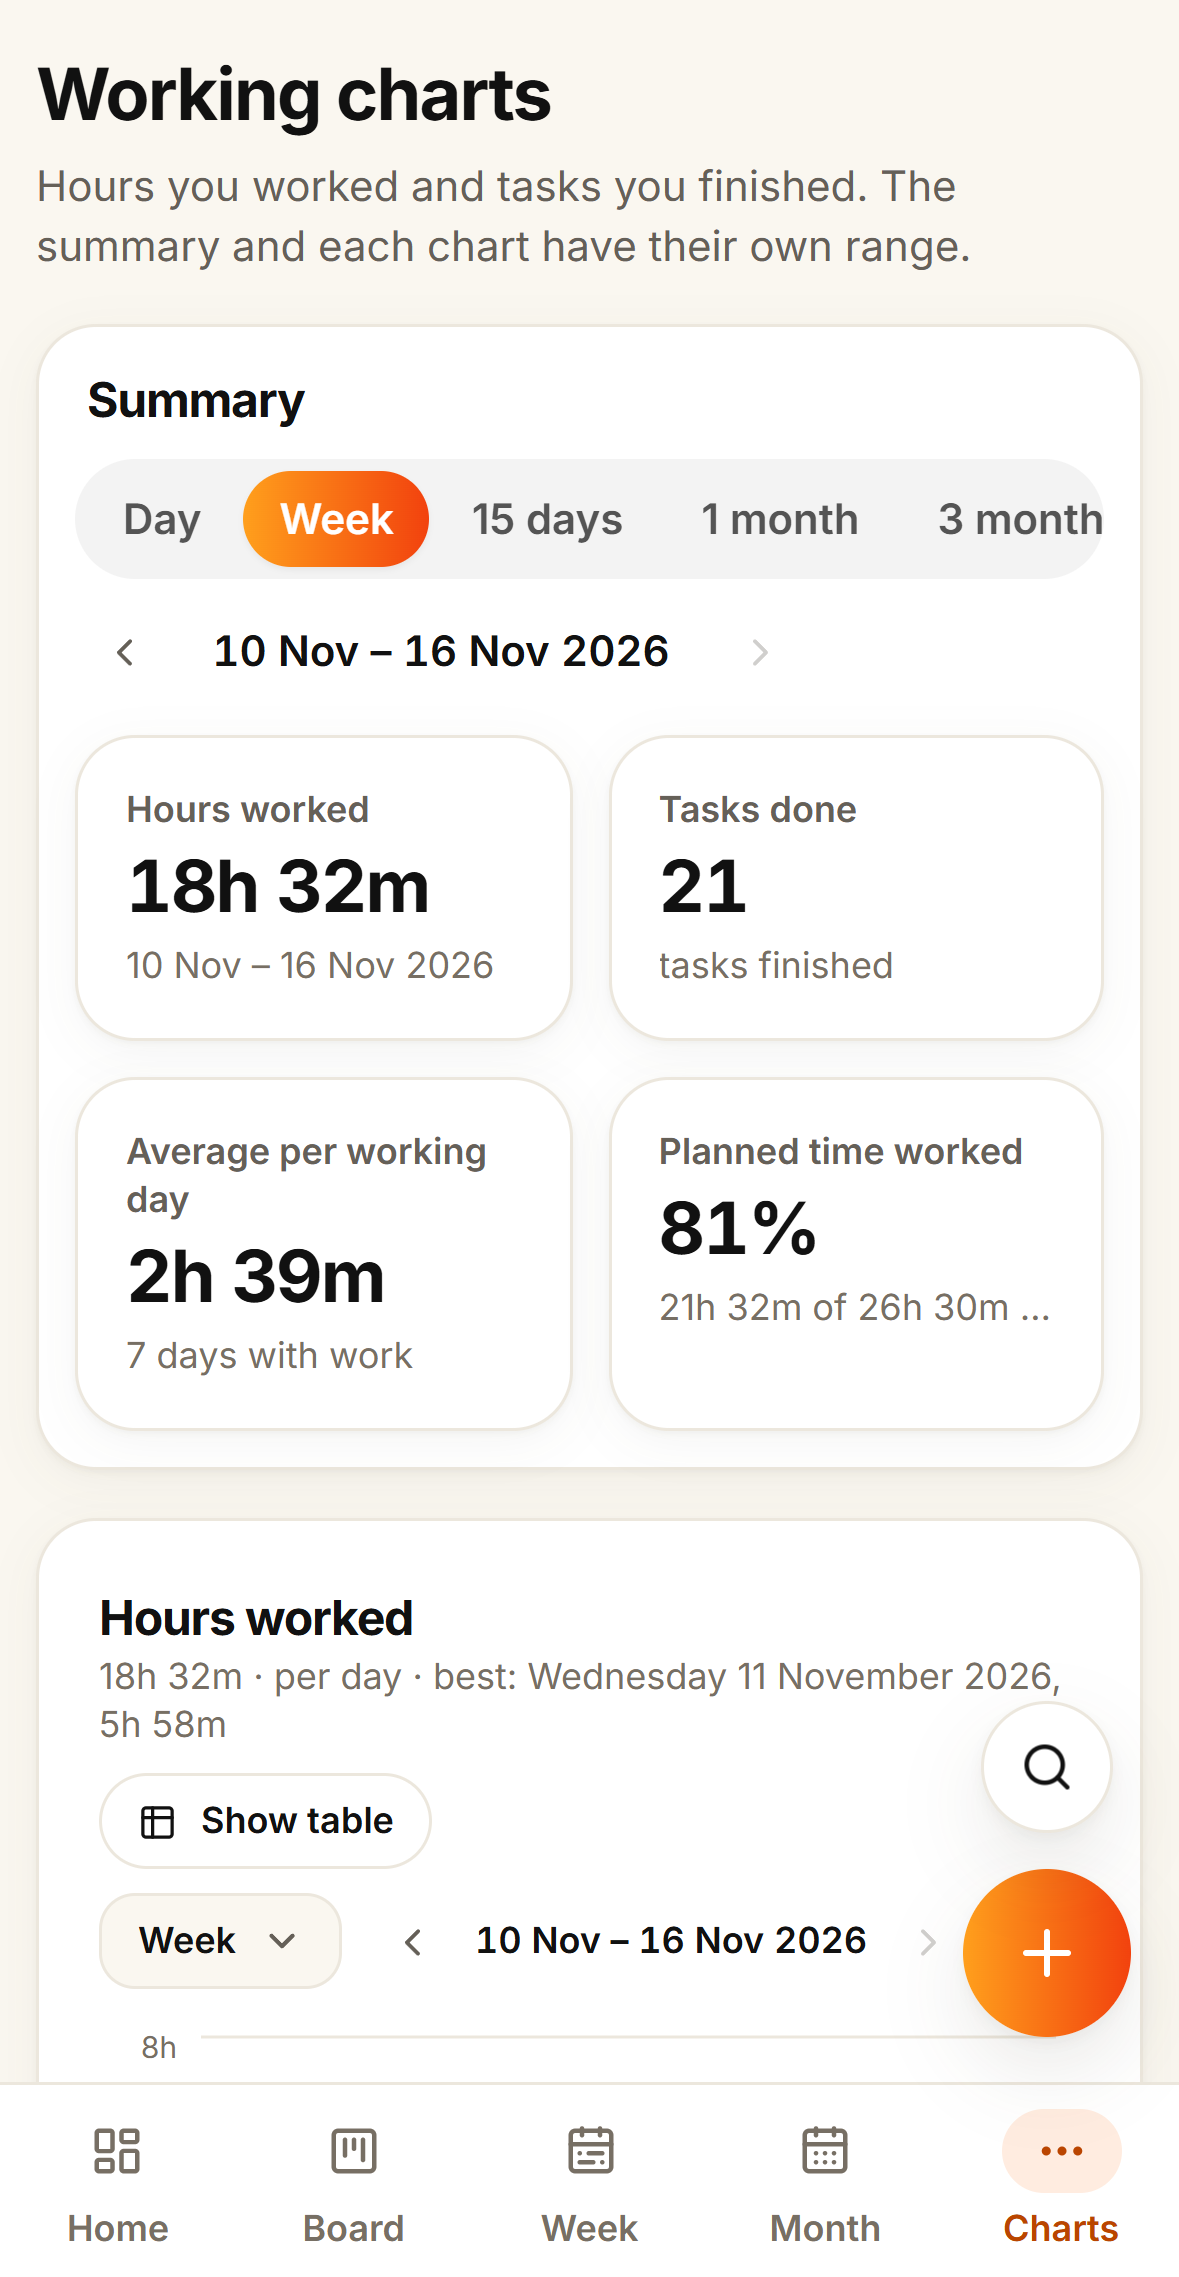 Working charts
Hours you worked and tasks you finished. The
summary and each chart have their own range.
Summary
Day Week 15 days 1 month 3 month
10 Nov – 16 Nov 2026
Hours worked
18h 32m
10 Nov – 16 Nov 2026
Tasks done
21
tasks finished
Average per working
day
2h 39m
7 days with work
Planned time worked
81%
21h 32m of 26h 30m ...
Hours worked
18h 32m · per day · best: Wednesday 11 November 2026,
5h 58m
Show table
Week
10 Nov – 16 Nov 2026
8h
Home Board Week Month Charts